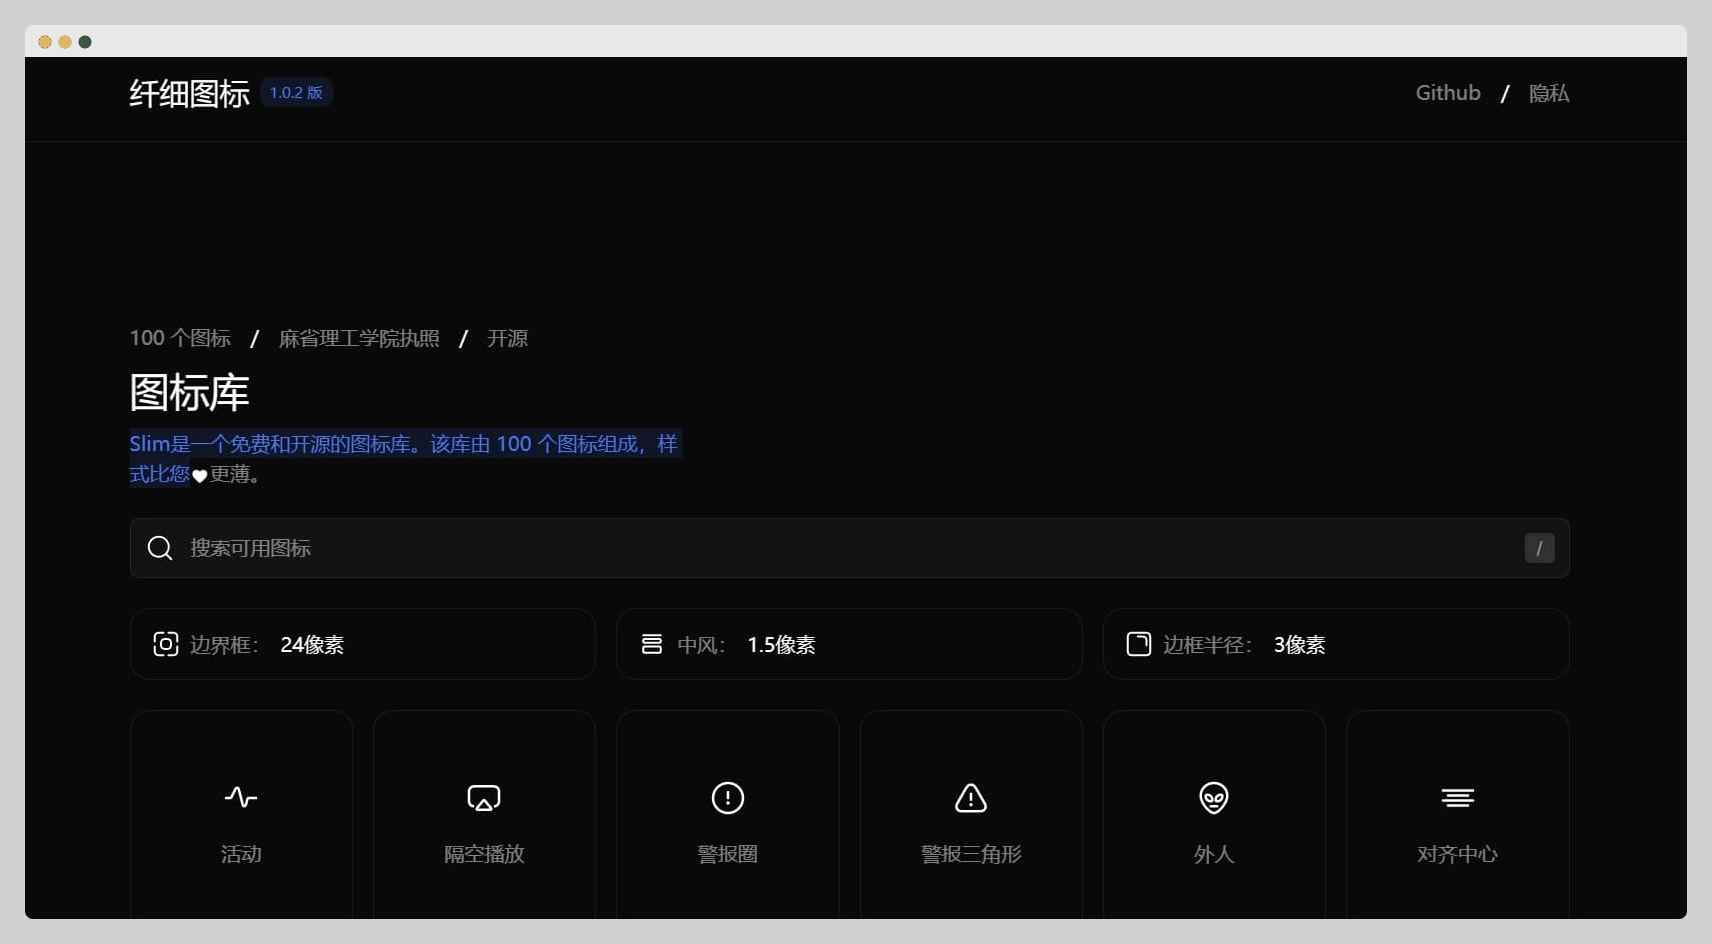 纤细图标 1.0.2 版
Github / 隐私
100 个图标 / 麻省理工学院执照 / 开源
图标库
Slim是一个免费和开源的图标库。该库由 100 个图标组成，样
式比您♥更薄。
搜索可用图标 /
边界框： 24像素
中风： 1.5像素
边框半径： 3像素
活动
隔空播放
警报圈
警报三角形
外人
对齐中心